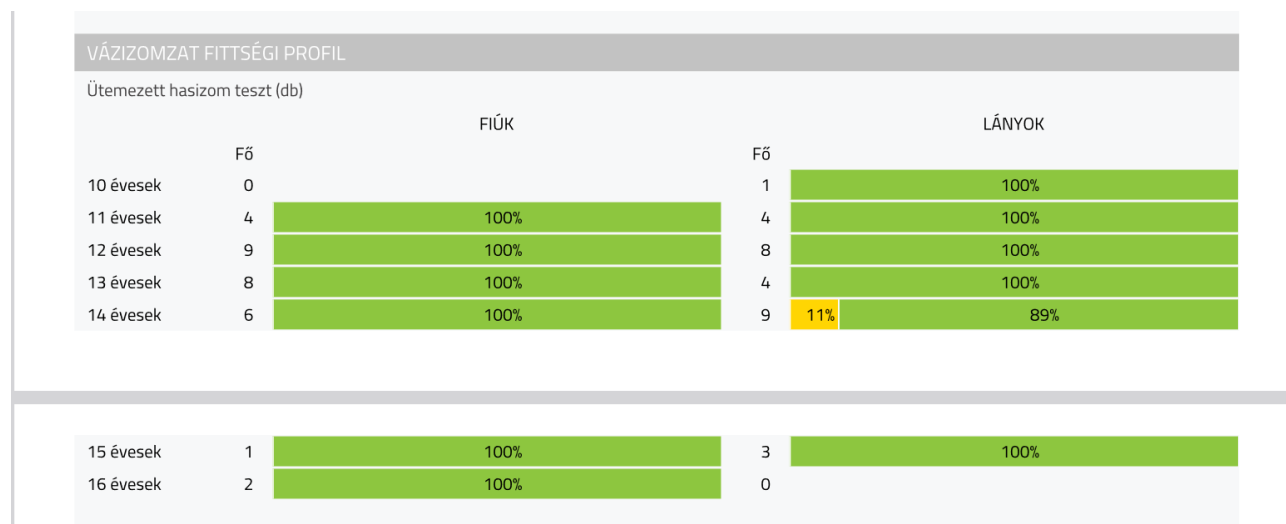 VÁZIZOMZAT FITTSÉGI PROFIL
Ütemezett hasizom teszt (db)
FIÚK LÁNYOK
Fő Fő
10 évesek 0 1 100%
11 évesek 4 100% 4 100%
12 évesek 9 100% 8 100%
13 évesek 8 100% 4 100%
14 évesek 6 100% 9 11% 89%
15 évesek 1 100% 3 100%
16 évesek 2 100% 0